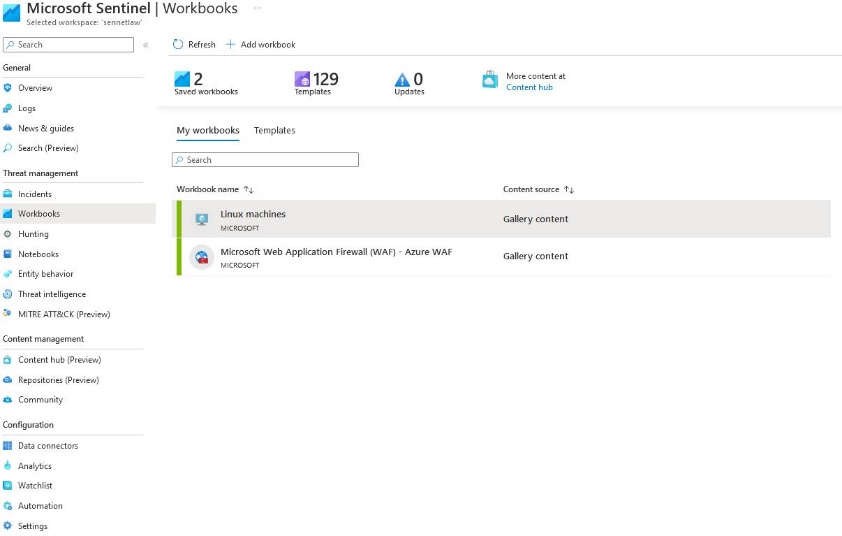 Microsoft Sentinel | Workbooks ...
Selected workspace: 'sennetlaw'
Search
«
General
Overview
Logs
News & guides
Search (Preview)
Threat management
Incidents
Workbooks
Hunting
Notebooks
Entity behavior
Threat intelligence
MITRE ATT&CK (Preview)
Content management
Content hub (Preview)
Repositories (Preview)
Community
Configuration
Data connectors
Analytics
Watchlist
Automation
Settings
Refresh + Add workbook
2
Saved workbooks
129
Templates
0
Updates
More content at
Content hub
My workbooks Templates
Search
Workbook name ↑↓ Content source ↑↓
Linux machines
MICROSOFT
Gallery content
Microsoft Web Application Firewall (WAF) - Azure WAF
MICROSOFT
Gallery content